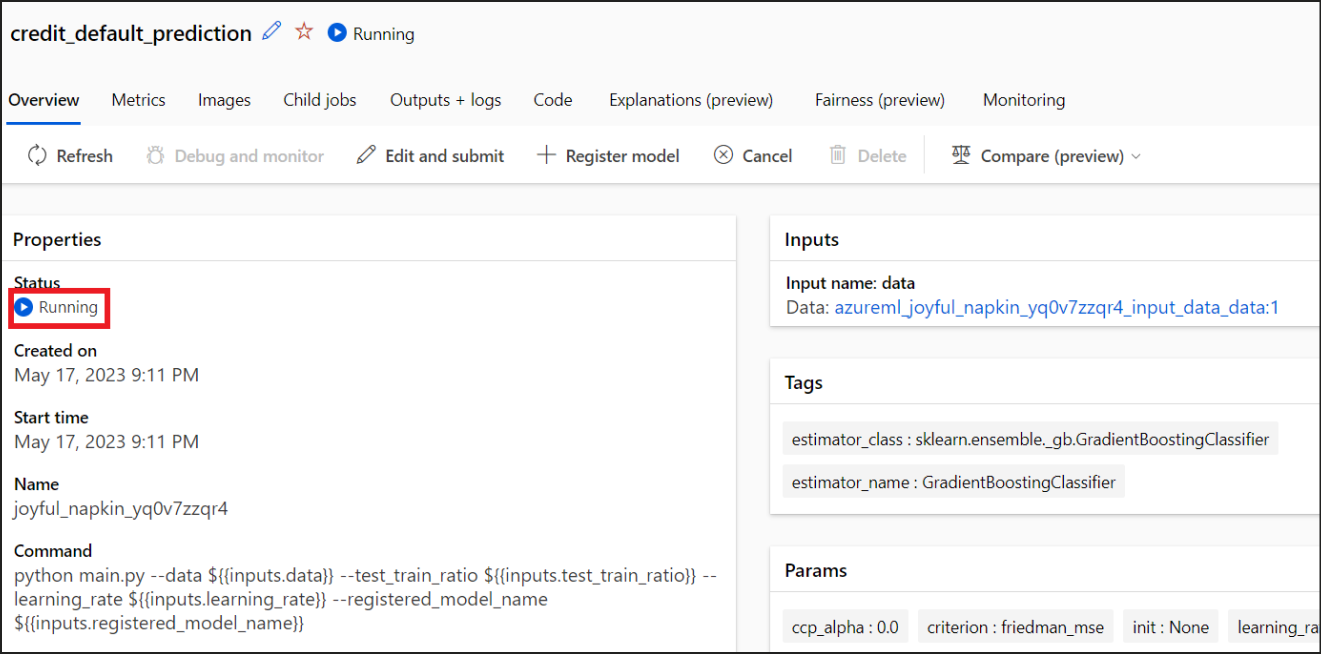 credit_default_prediction Running
Overview Metrics Images Child jobs Outputs + logs Code Explanations (preview) Fairness (preview) Monitoring
Refresh Debug and monitor Edit and submit Register model Cancel Delete Compare (preview)
Properties
Status
Running
Created on
May 17, 2023 9:11 PM
Start time
May 17, 2023 9:11 PM
Name
joyful_napkin_yq0v7zzqr4
Command
python main.py --data ${{inputs.data}} --test_train_ratio ${{inputs.test_train_ratio}} --
learning_rate ${{inputs.learning_rate}} --registered_model_name
${{inputs.registered_model_name}}
Inputs
Input name: data
Data: azureml_joyful_napkin_yq0v7zzqr4_input_data_data:1
Tags
estimator_class : sklearn.ensemble._gb.GradientBoostingClassifier
estimator_name : GradientBoostingClassifier
Params
ccp_alpha : 0.0 criterion : friedman_mse init : None learning_ra